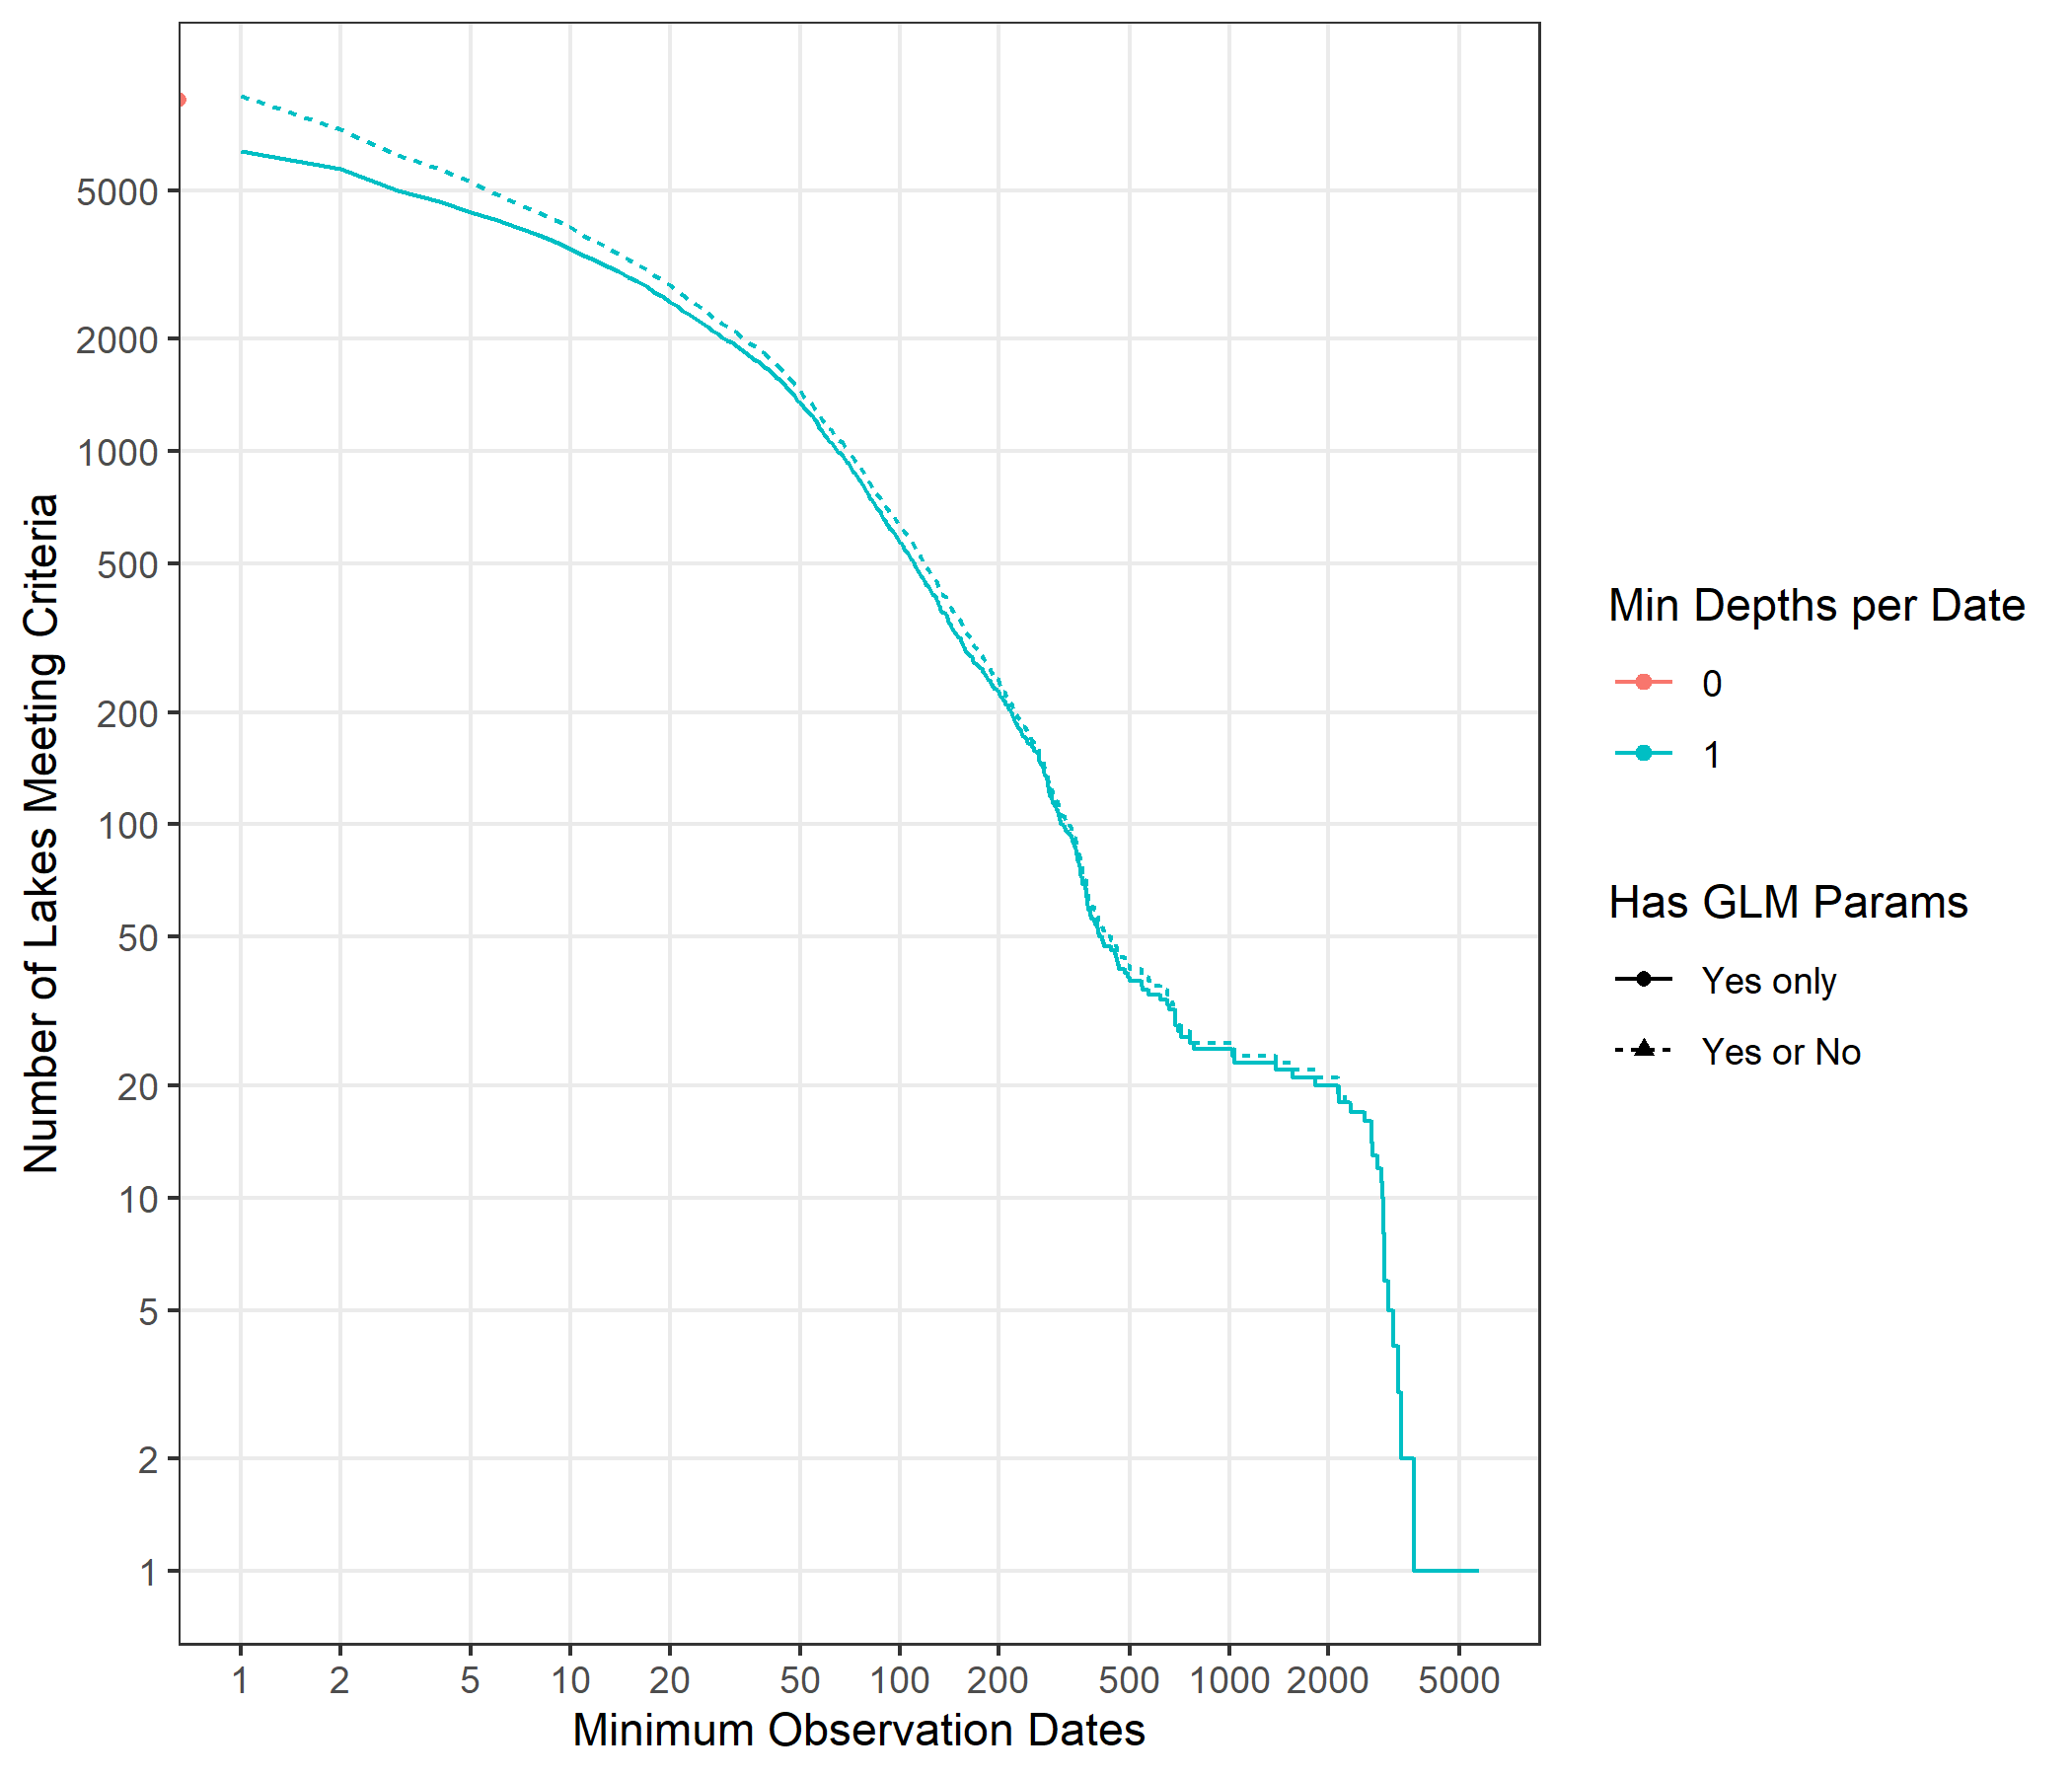 Number of Lakes Meeting Criteria
5000
2000
1000
500
200
100
50
20
10
5
2
1
1 2 5 10 20 50 100 200 500 1000 2000 5000
Minimum Observation Dates
Min Depths per Date
0
1
Has GLM Params
Yes only
Yes or No